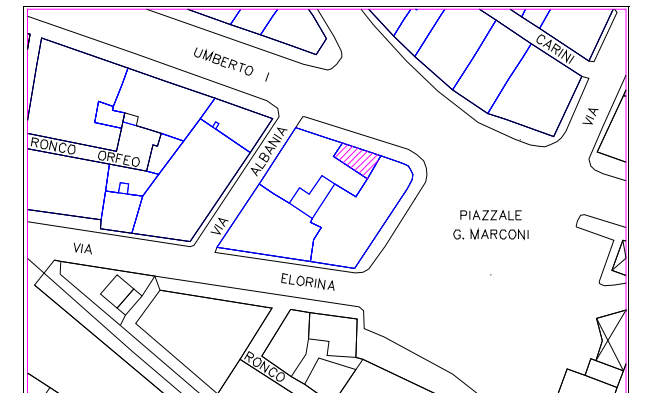 CARINI
UMBERTO I
VIA
ALBANIA
RONCO ORFEO
VIA
PIAZZALE
G. MARCONI
VIA
ELORINA
RONCO